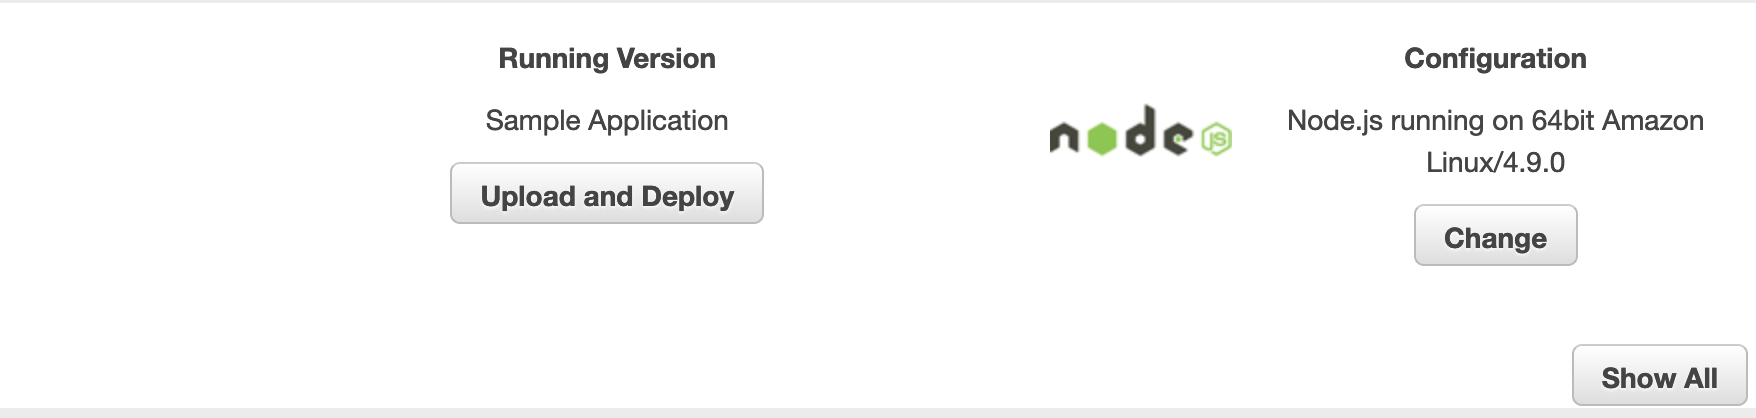 Running Version
Sample Application
Upload and Deploy
node JS
Configuration
Node.js running on 64bit Amazon
Linux/4.9.0
Change
Show All